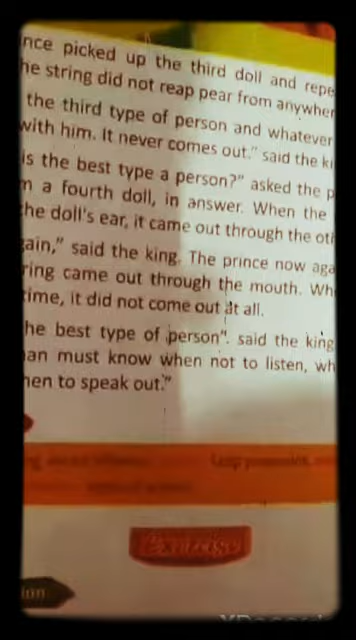 nce picked up the third doll and repe
he string did not reap pear from anywher
the third type of person and whatever
with him. It never comes out." said the ki
is the best type a person?" asked the p
n a fourth doll, in answer. When the
he doll's ear, it came out through the oth
ain," said the king. The prince now aga
ring came out through the mouth. Wh
time, it did not come out at all.
he best type of person". said the king
an must know when not to listen, wh
hen to speak out."